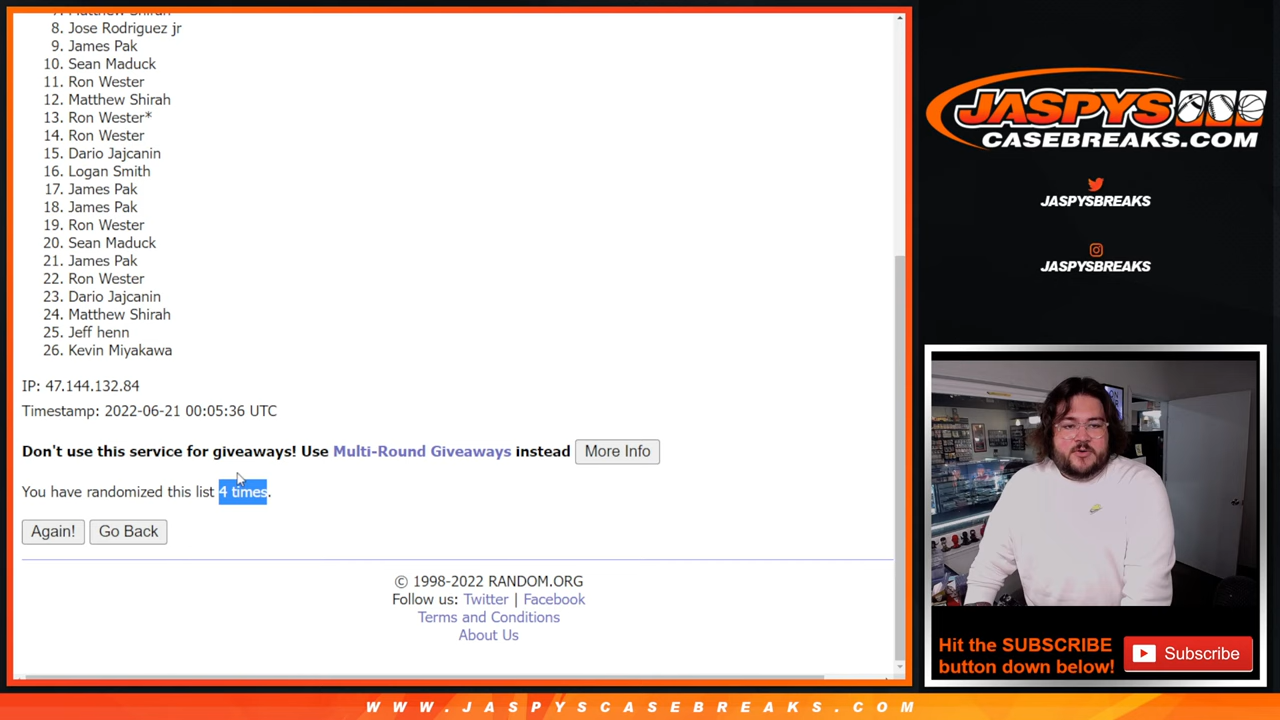 7. Matthew Shirah
8. Jose Rodriguez jr
9. James Pak
10. Sean Maduck
11. Ron Wester
12. Matthew Shirah
13. Ron Wester*
14. Ron Wester
15. Dario Jajcanin
16. Logan Smith
17. James Pak
18. James Pak
19. Ron Wester
20. Sean Maduck
21. James Pak
22. Ron Wester
23. Dario Jajcanin
24. Matthew Shirah
25. Jeff henn
26. Kevin Miyakawa
IP: 47.144.132.84
Timestamp: 2022-06-21 00:05:36 UTC
Don't use this service for giveaways! Use Multi-Round Giveaways instead More Info
You have randomized this list 4 times.
Again! Go Back
© 1998-2022 RANDOM.ORG
Follow us: Twitter | Facebook
Terms and Conditions
About Us
JASPYS
CASEBREAKS.COM
JASPYSBREAKS
JASPYSBREAKS
Hit the SUBSCRIBE
button down below!
Subscribe
WWW.JASPYSCASEBREAKS.COM